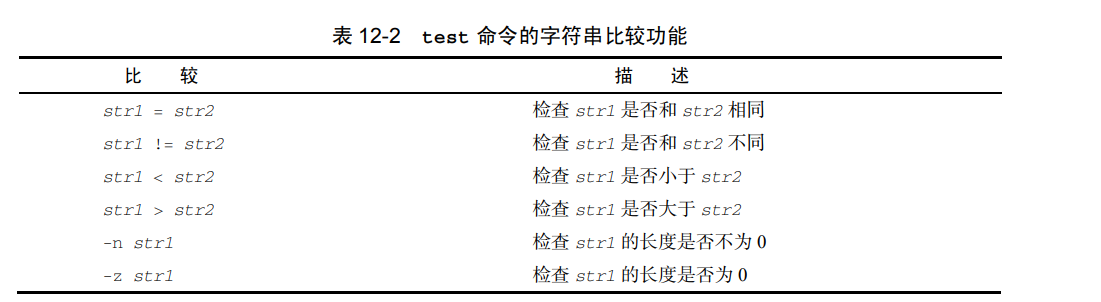 表 12-2 test 命令的字符串比较功能
比 较 描 述
str1 = str2 检查 str1 是否和 str2 相同
str1 != str2 检查 str1 是否和 str2 不同
str1 < str2 检查 str1 是否小于 str2
str1 > str2 检查 str1 是否大于 str2
-n str1 检查 str1 的长度是否不为 0
-z str1 检查 str1 的长度是否为 0